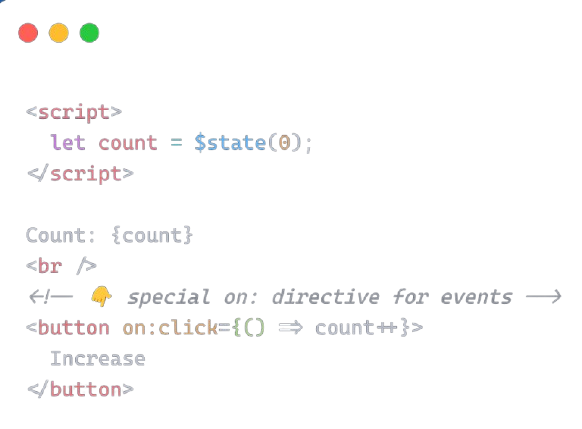 <script>
let count = $state(0);
</script>
Count: {count}
<br />
<!-- 👇 special on: directive for events -->
<button on:click={() => count++}>
Increase
</button>